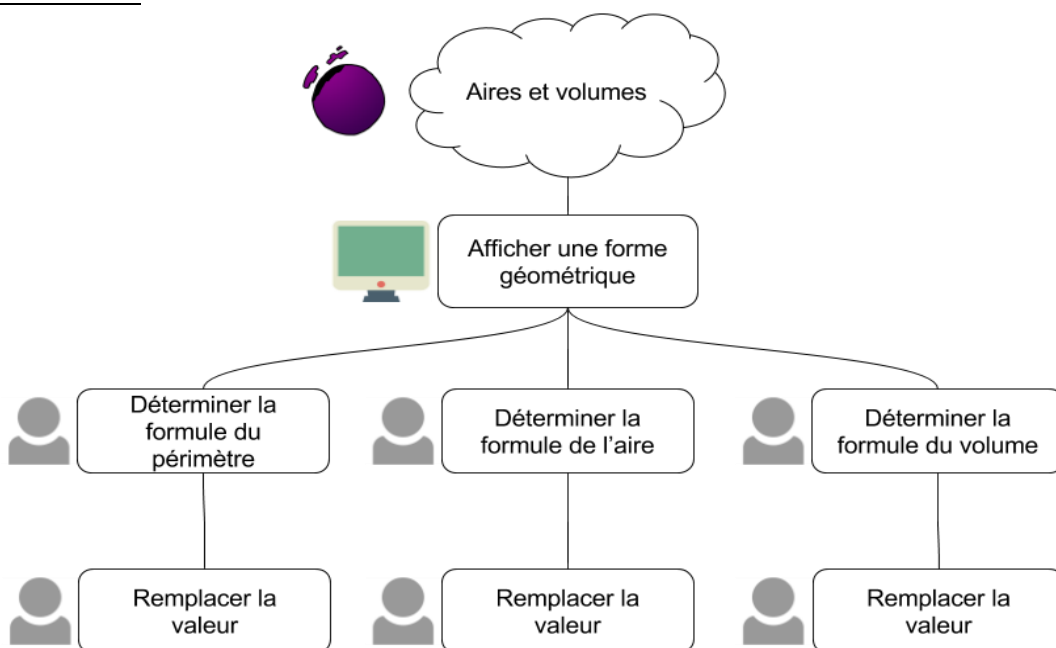 Aires et volumes
Afficher une forme
géométrique
Déterminer la
formule du
périmètre
Déterminer la
formule de l’aire
Déterminer la
formule du volume
Remplacer la
valeur
Remplacer la
valeur
Remplacer la
valeur